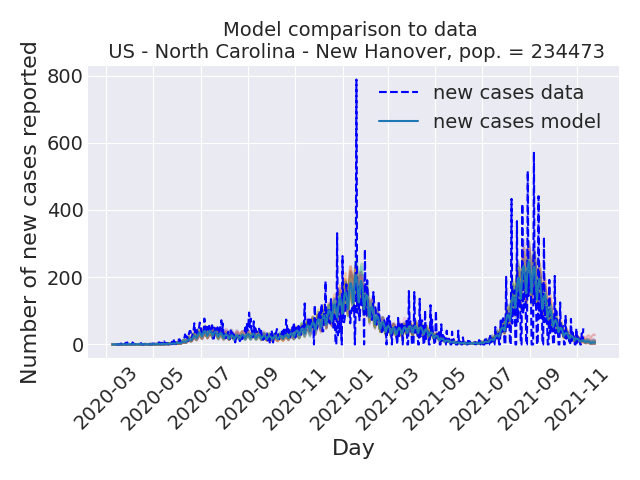 Model comparison to data
US - North Carolina - New Hanover, pop. = 234473
Number of new cases reported
800
600
400
200
0
new cases data
new cases model
2020-03
2020-05
2020-07
2020-09
2020-11
2021-01
2021-03
2021-05
2021-07
2021-09
2021-11
Day